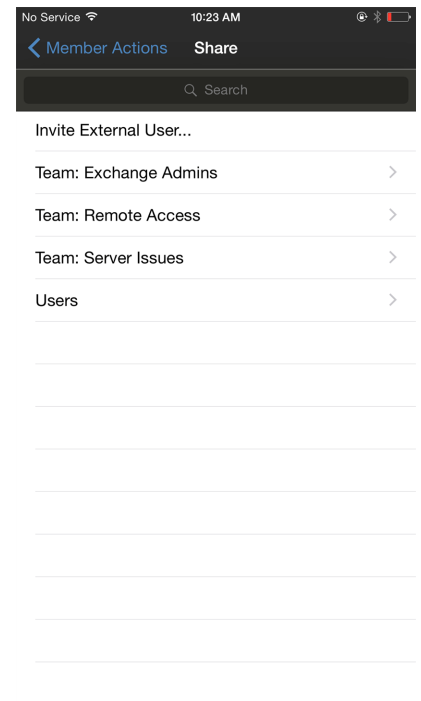 No Service 10:23 AM
Member Actions Share
Search
Invite External User...
Team: Exchange Admins
Team: Remote Access
Team: Server Issues
Users